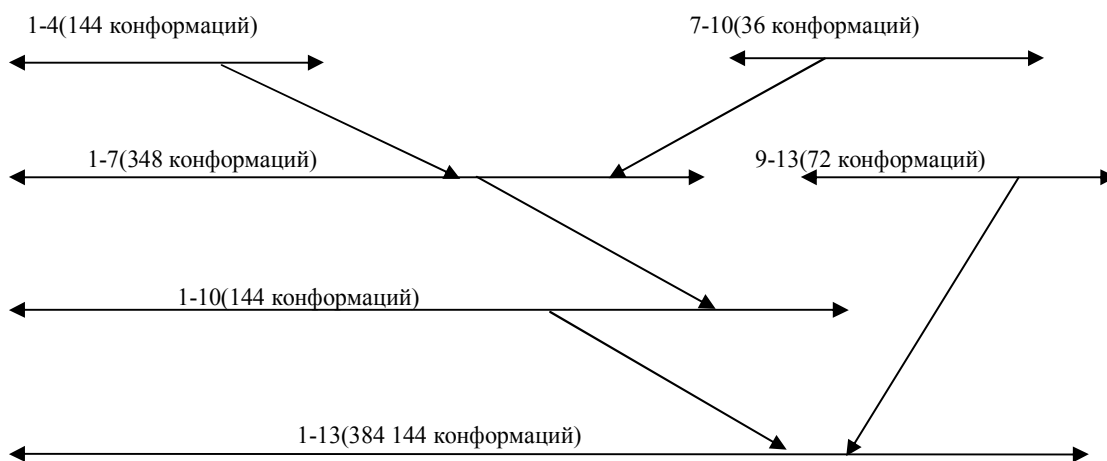 1-4(144 конформаций)
7-10(36 конформаций)
1-7(348 конформаций)
9-13(72 конформаций)
1-10(144 конформаций)
1-13(384 144 конформаций)